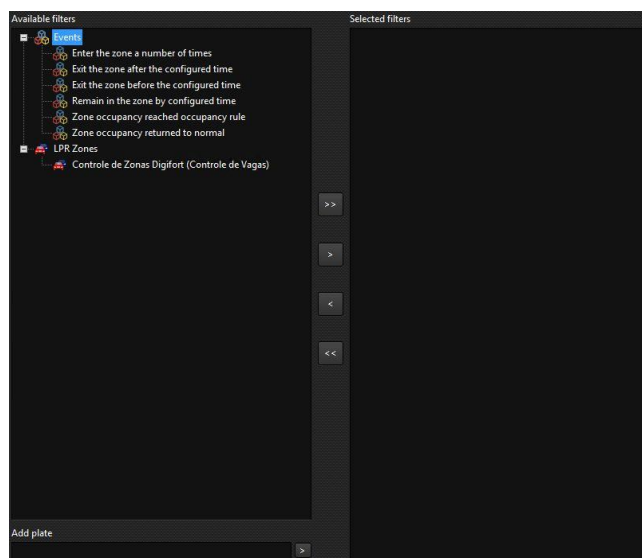 Available filters
Selected filters
Events
Enter the zone a number of times
Exit the zone after the configured time
Exit the zone before the configured time
Remain in the zone by configured time
Zone occupancy reached occupancy rule
Zone occupancy returned to normal
LPR Zones
Controle de Zonas Digifort (Controle de Vagas)
>>
>
<
<<
Add plate
>